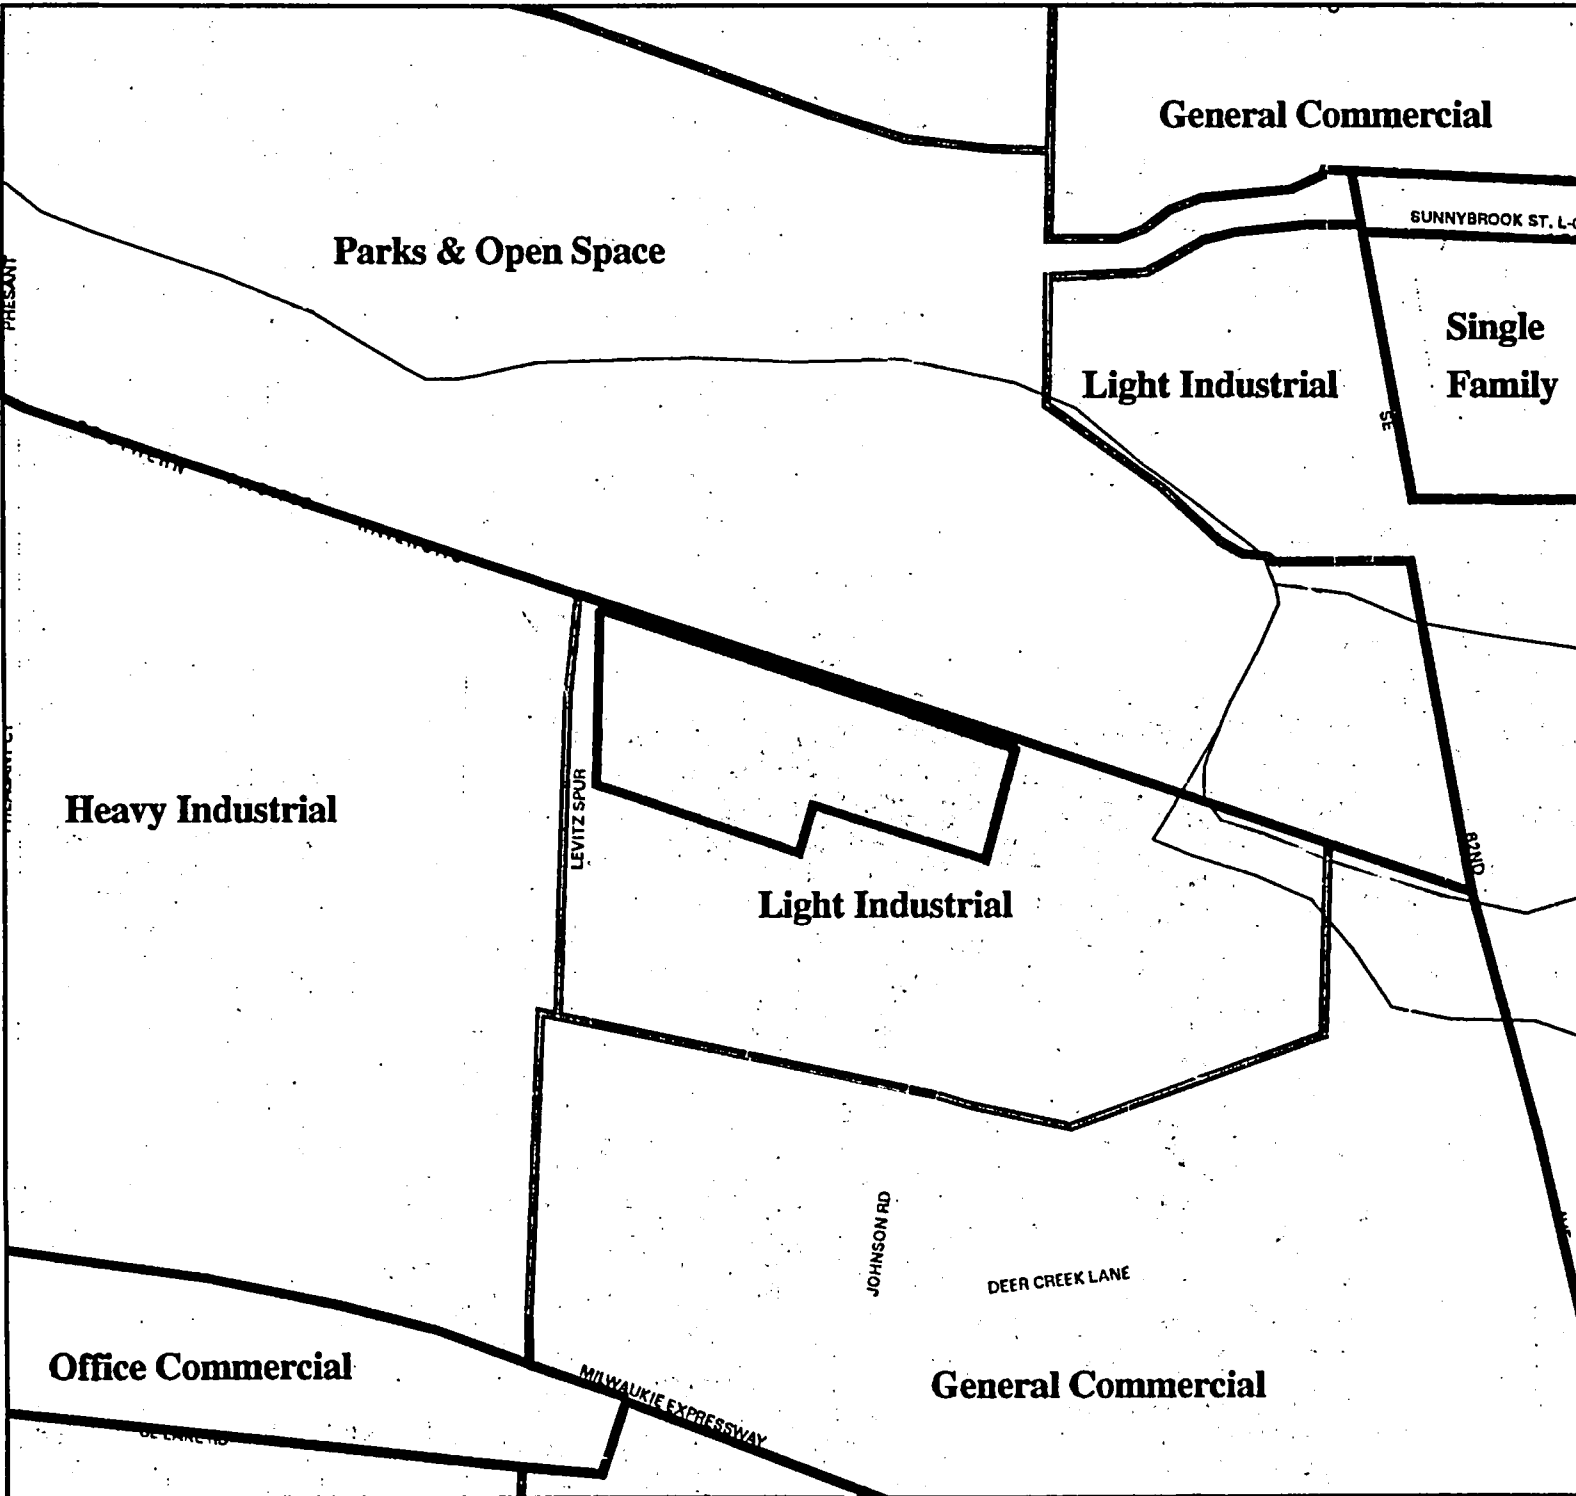 General Commercial
SUNNYBROOK ST.
Parks & Open Space
PHESANT
Single
Family
Light Industrial
SE
Heavy Industrial
LEVITZ SPUR
82ND
Light Industrial
JOHNSON RD
DEER CREEK LANE
Office Commercial
MILWAUKIE EXPRESSWAY
General Commercial